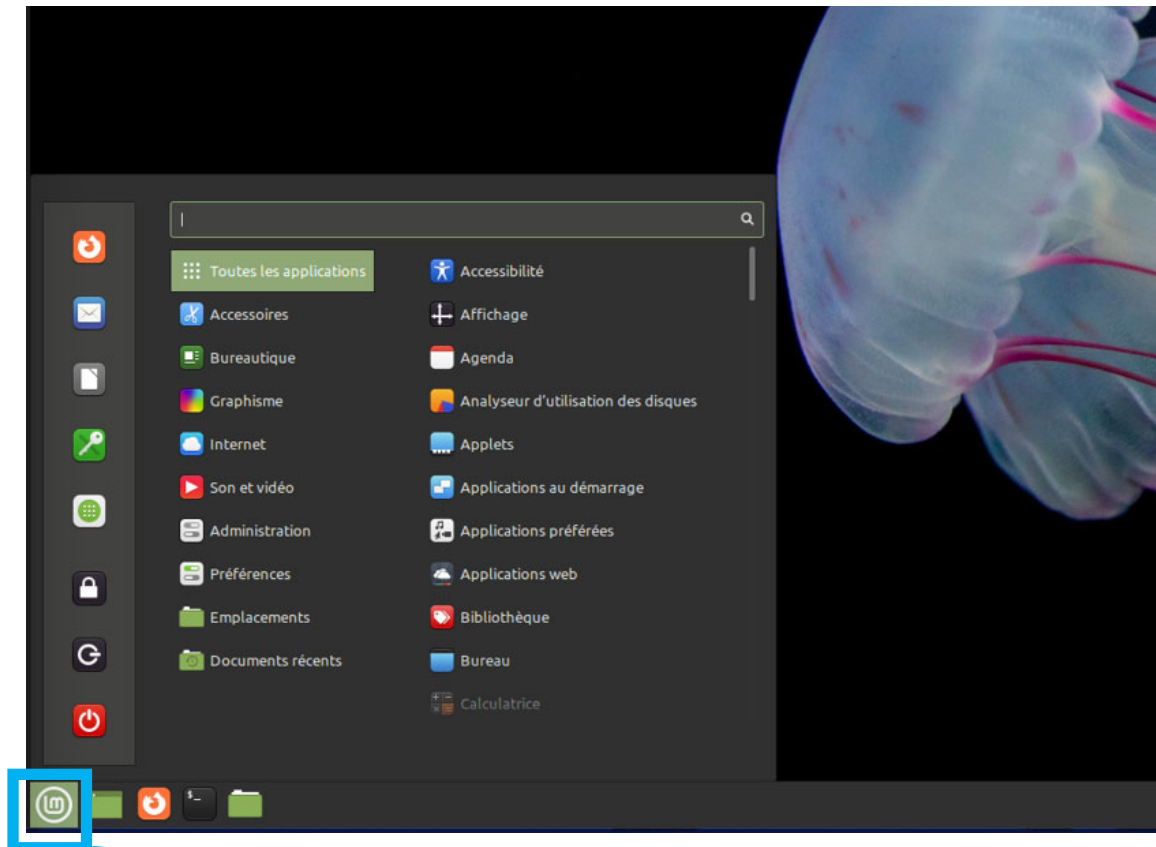 Toutes les applications
Accessoires
Bureautique
Graphisme
Internet
Son et vidéo
Administration
Préférences
Emplacements
Documents récents
Accessibilité
Affichage
Agenda
Analyseur d'utilisation des disques
Applets
Applications au démarrage
Applications préférées
Applications web
Bibliothèque
Bureau
Calculatrice
lm
$_